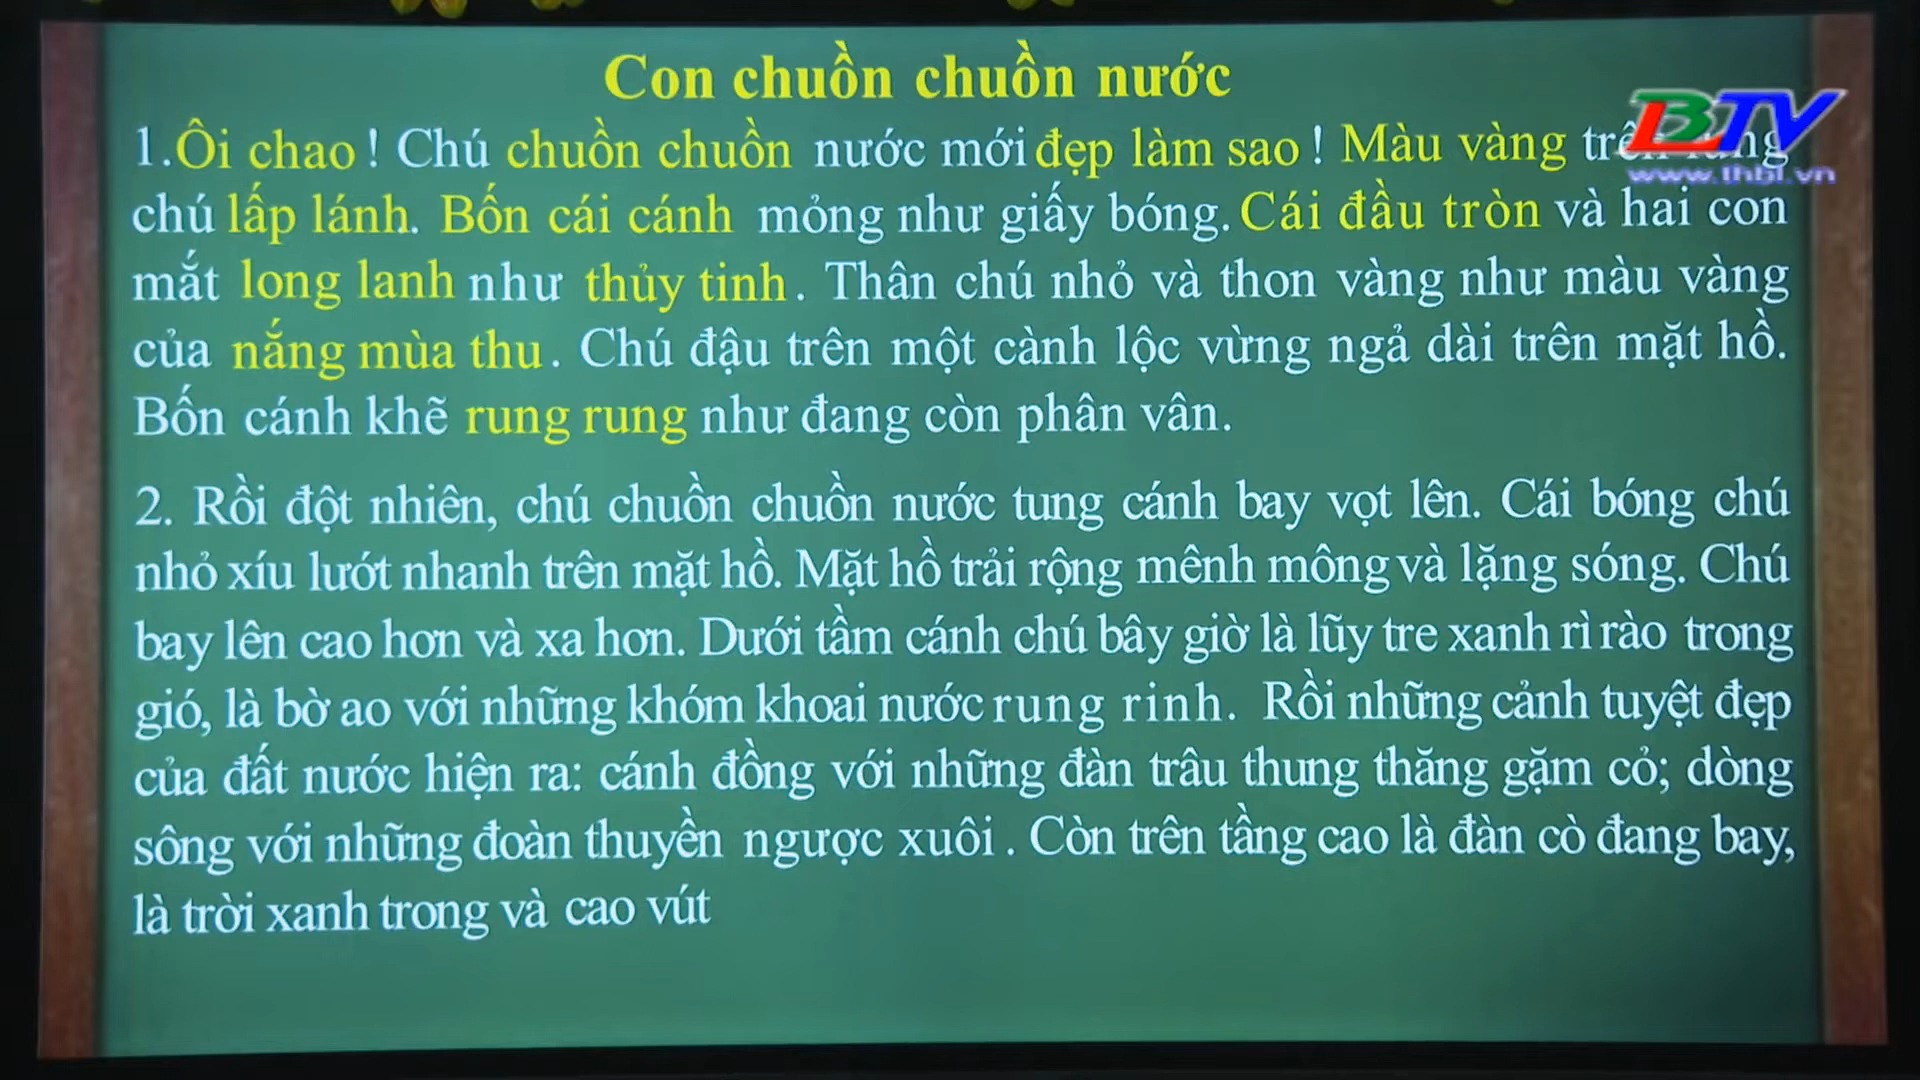 Con chuồn chuồn nước
BTV
1.Ôi chao ! Chú chuồn chuồn nước mới đẹp làm sao ! Màu vàng trên lưng
www.thbl.vn
chú lấp lánh. Bốn cái cánh mỏng như giấy bóng. Cái đầu tròn và hai con
mắt long lanh như thủy tinh . Thân chú nhỏ và thon vàng như màu vàng
của nắng mùa thu . Chú đậu trên một cành lộc vừng ngả dài trên mặt hồ.
Bốn cánh khẽ rung rung như đang còn phân vân.
2. Rồi đột nhiên, chú chuồn chuồn nước tung cánh bay vọt lên. Cái bóng chú
nhỏ xíu lướt nhanh trên mặt hồ. Mặt hồ trải rộng mênh mông và lặng sóng. Chú
bay lên cao hơn và xa hơn. Dưới tầm cánh chú bây giờ là lũy tre xanh rì rào trong
gió, là bờ ao với những khóm khoai nước rung rinh. Rồi những cảnh tuyệt đẹp
của đất nước hiện ra: cánh đồng với những đàn trâu thung thăng gặm cỏ; dòng
sông với những đoàn thuyền ngược xuôi . Còn trên tầng cao là đàn cò đang bay,
là trời xanh trong và cao vút